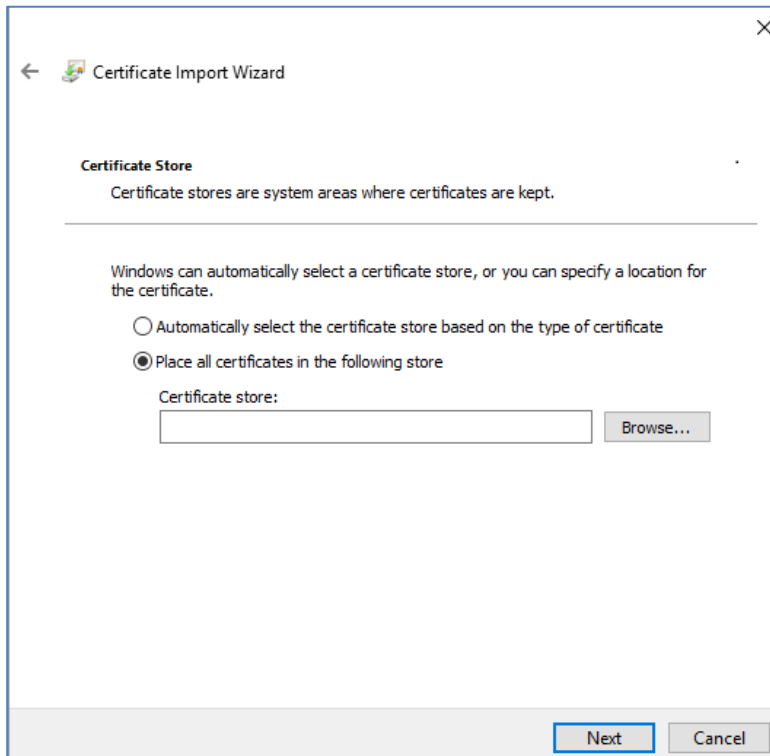 Certificate Import Wizard
Certificate Store
Certificate stores are system areas where certificates are kept.
Windows can automatically select a certificate store, or you can specify a location for
the certificate.
Automatically select the certificate store based on the type of certificate
Place all certificates in the following store
Certificate store:
Browse...
Next
Cancel